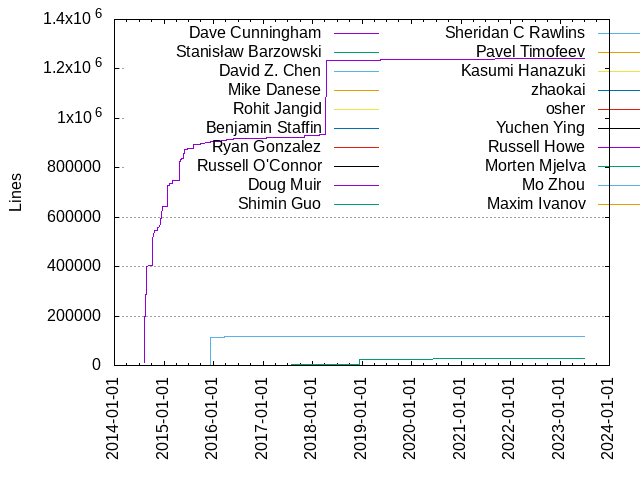 1.4x10 6
1.2x10 6
1x10 6
800000
600000
400000
200000
0
Lines
Dave Cunningham
Stanisław Barzowski
David Z. Chen
Mike Danese
Rohit Jangid
Benjamin Staffin
Ryan Gonzalez
Russell O'Connor
Doug Muir
Shimin Guo
Sheridan C Rawlins
Pavel Timofeev
Kasumi Hanazuki
zhaokai
osher
Yuchen Ying
Russell Howe
Morten Mjelva
Mo Zhou
Maxim Ivanov
2014-01-01
2015-01-01
2016-01-01
2017-01-01
2018-01-01
2019-01-01
2020-01-01
2021-01-01
2022-01-01
2023-01-01
2024-01-01